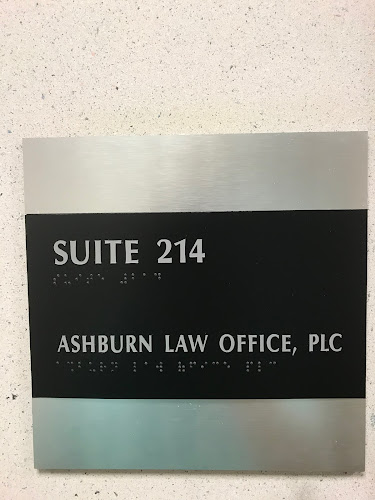 SUITE 214
ASHBURN LAW OFFICE, PLC